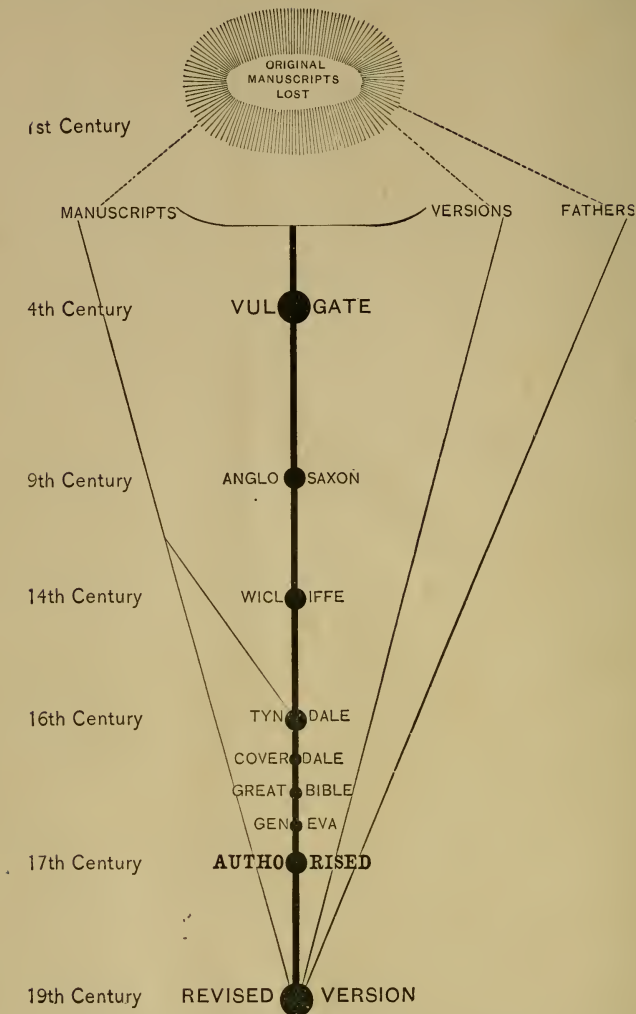 ORIGINAL
MANUSCRIPTS
LOST
1st Century
MANUSCRIPTS VERSIONS FATHERS
4th Century VULGATE
9th Century ANGLO SAXON
14th Century WICLIFFE
16th Century TYNDALE
COVERDALE
GREAT BIBLE
GENEVA
17th Century AUTHORISED
19th Century REVISED VERSION